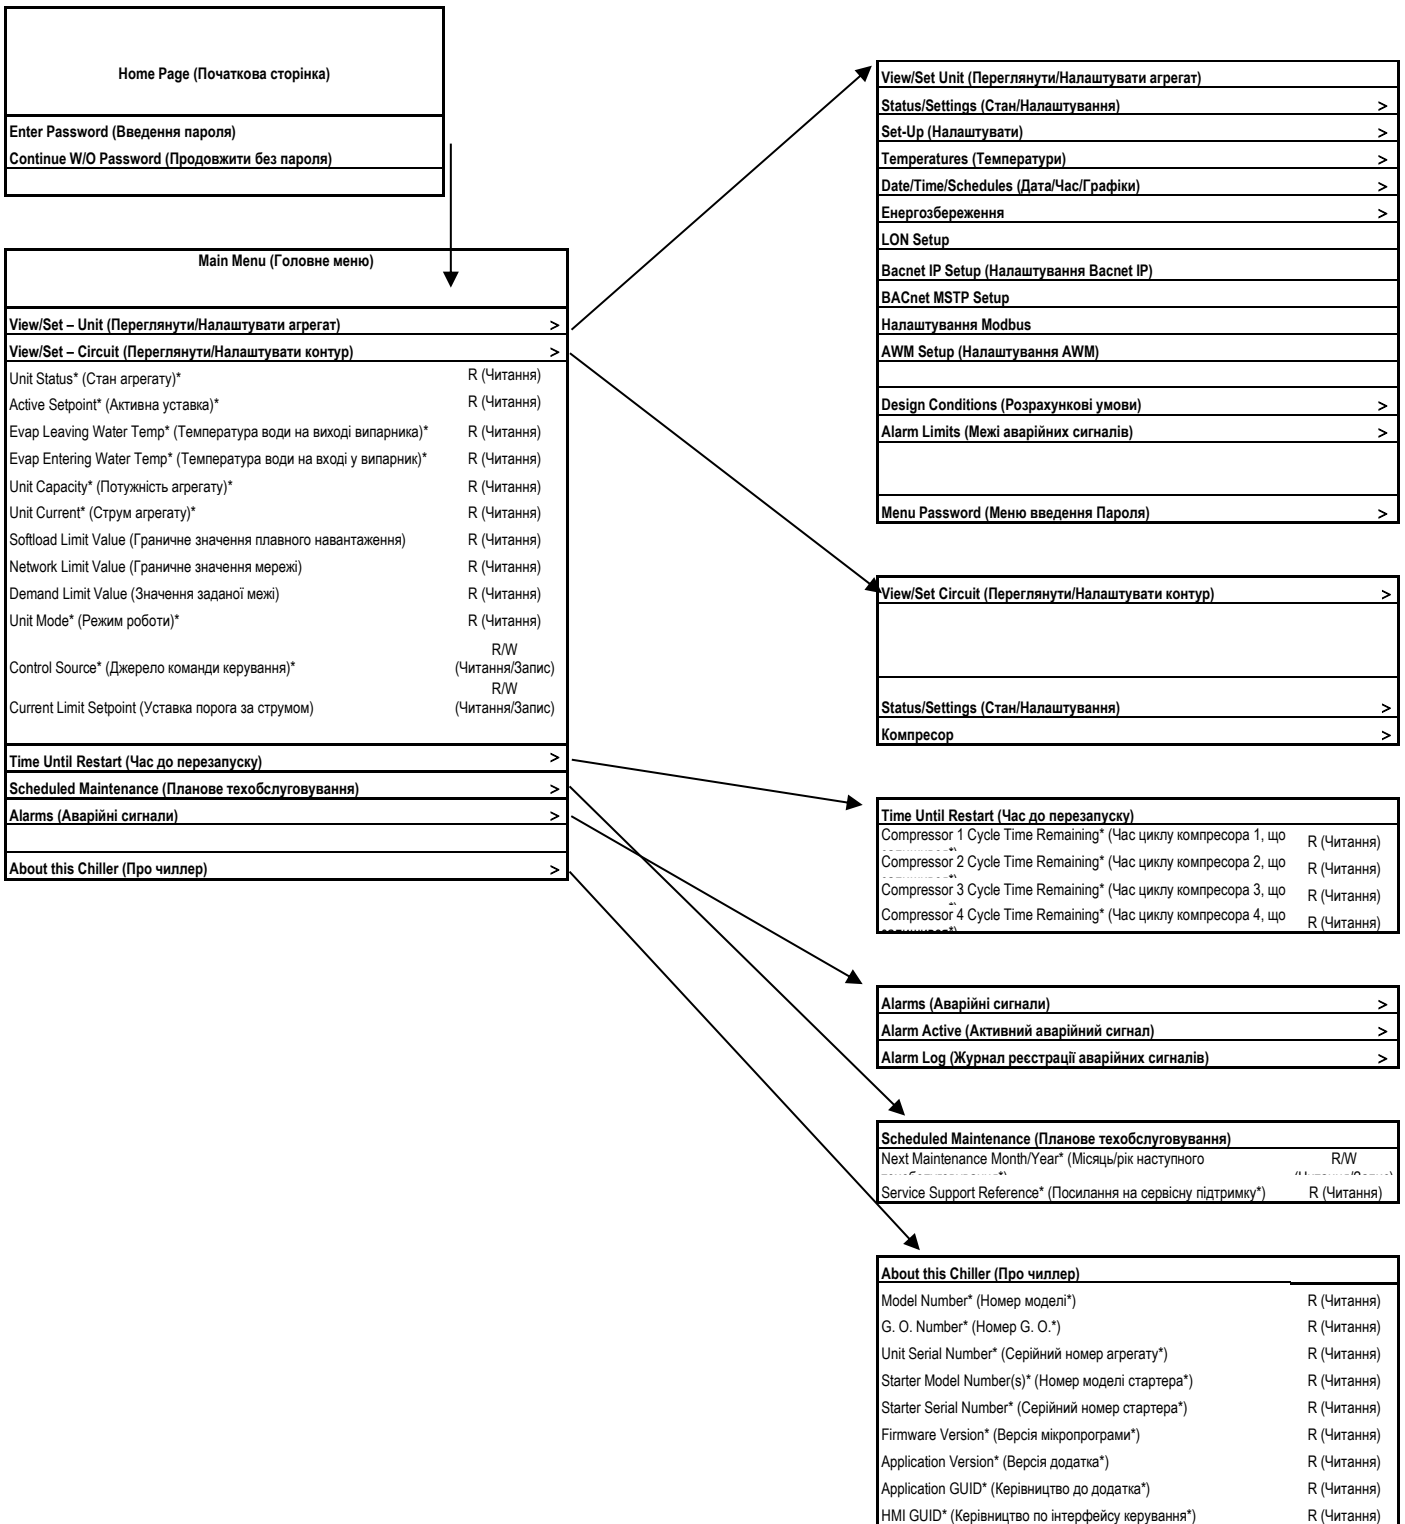 Home Page (Початкова сторінка)
Enter Password (Введення пароля)
Continue W/O Password (Продовжити без пароля)
Main Menu (Головне меню)
View/Set – Unit (Переглянути/Налаштувати агрегат) >
View/Set – Circuit (Переглянути/Налаштувати контур) >
Unit Status* (Стан агрегату)* R (Читання)
Active Setpoint* (Активна уставка)* R (Читання)
Evap Leaving Water Temp* (Температура води на виході випарника)* R (Читання)
Evap Entering Water Temp* (Температура води на вході у випарник)* R (Читання)
Unit Capacity* (Потужність агрегату)* R (Читання)
Unit Current* (Струм агрегату)* R (Читання)
Softload Limit Value (Граничне значення плавного навантаження) R (Читання)
Network Limit Value (Граничне значення мережі) R (Читання)
Demand Limit Value (Значення заданої межі) R (Читання)
Unit Mode* (Режим роботи)* R (Читання)
R/W
Control Source* (Джерело команди керування)* (Читання/Запис)
R/W
Current Limit Setpoint (Уставка порога за струмом) (Читання/Запис)
Time Until Restart (Час до перезапуску) >
Scheduled Maintenance (Планове техобслуговування) >
Alarms (Аварійні сигнали) >
About this Chiller (Про чиллер) >
View/Set Unit (Переглянути/Налаштувати агрегат)
Status/Settings (Стан/Налаштування) >
Set-Up (Налаштувати) >
Temperatures (Температури) >
Date/Time/Schedules (Дата/Час/Графіки) >
Енергозбереження >
LON Setup
Bacnet IP Setup (Налаштування Bacnet IP)
BACnet MSTP Setup
Налаштування Modbus
AWM Setup (Налаштування AWM)
Design Conditions (Розрахункові умови) >
Alarm Limits (Межі аварійних сигналів) >
Menu Password (Меню введення Пароля) >
View/Set Circuit (Переглянути/Налаштувати контур) >
Status/Settings (Стан/Налаштування) >
Компресор >
Time Until Restart (Час до перезапуску)
Compressor 1 Cycle Time Remaining* (Час циклу компресора 1, що R (Читання)
Compressor 2 Cycle Time Remaining* (Час циклу компресора 2, що R (Читання)
Compressor 3 Cycle Time Remaining* (Час циклу компресора 3, що R (Читання)
Compressor 4 Cycle Time Remaining* (Час циклу компресора 4, що R (Читання)
Alarms (Аварійні сигнали) >
Alarm Active (Активний аварійний сигнал) >
Alarm Log (Журнал реєстрації аварійних сигналів) >
Scheduled Maintenance (Планове техобслуговування)
Next Maintenance Month/Year* (Місяць/рік наступного R/W
Service Support Reference* (Посилання на сервісну підтримку*) R (Читання)
About this Chiller (Про чиллер)
Model Number* (Номер моделі*) R (Читання)
G. O. Number* (Номер G. O.*) R (Читання)
Unit Serial Number* (Серійний номер агрегату*) R (Читання)
Starter Model Number(s)* (Номер моделі стартера*) R (Читання)
Starter Serial Number* (Серійний номер стартера*) R (Читання)
Firmware Version* (Версія мікропрограми*) R (Читання)
Application Version* (Версія додатка*) R (Читання)
Application GUID* (Керівництво до додатка*) R (Читання)
HMI GUID* (Керівництво по інтерфейсу керування*) R (Читання)